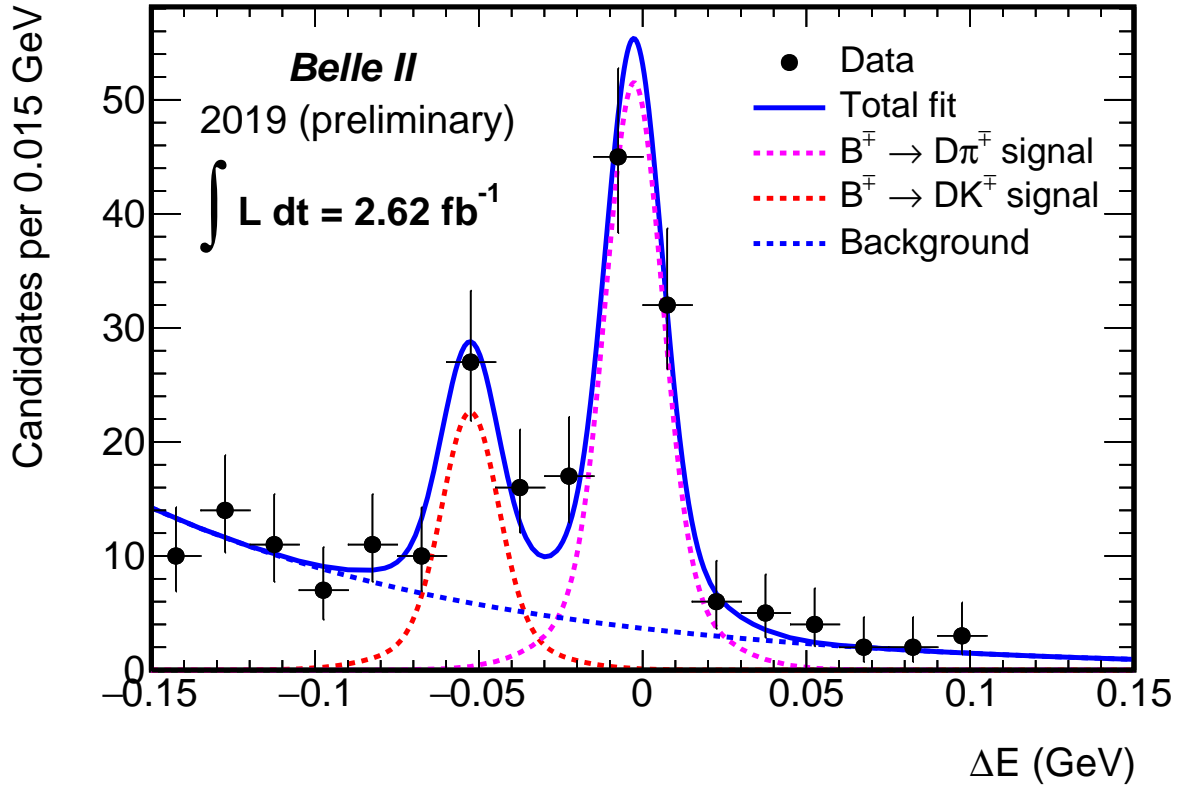 Candidates per 0.015 GeV
Belle II
2019 (preliminary)
∫ L dt = 2.62 fb⁻¹
Data
Total fit
B∓ → Dπ∓ signal
B∓ → DK∓ signal
Background
50
40
30
20
10
0
−0.15 −0.1 −0.05 0 0.05 0.1 0.15
ΔE (GeV)